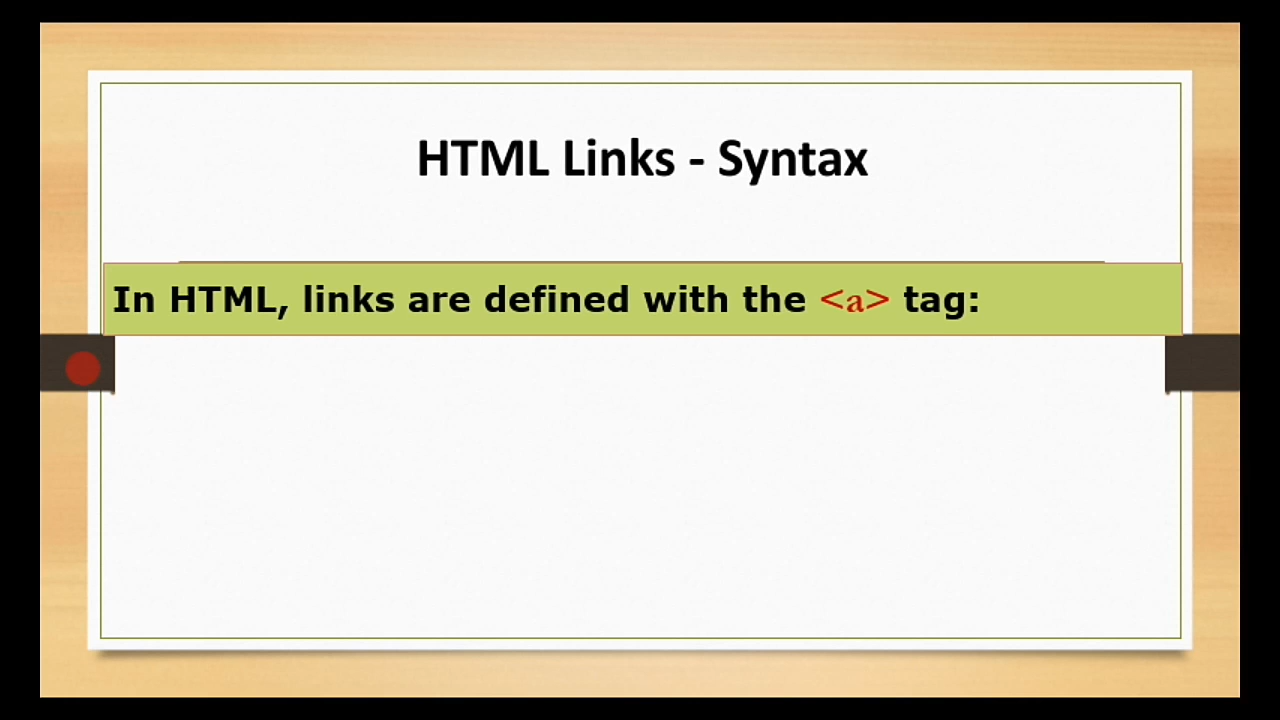 HTML Links - Syntax
In HTML, links are defined with the <a> tag: